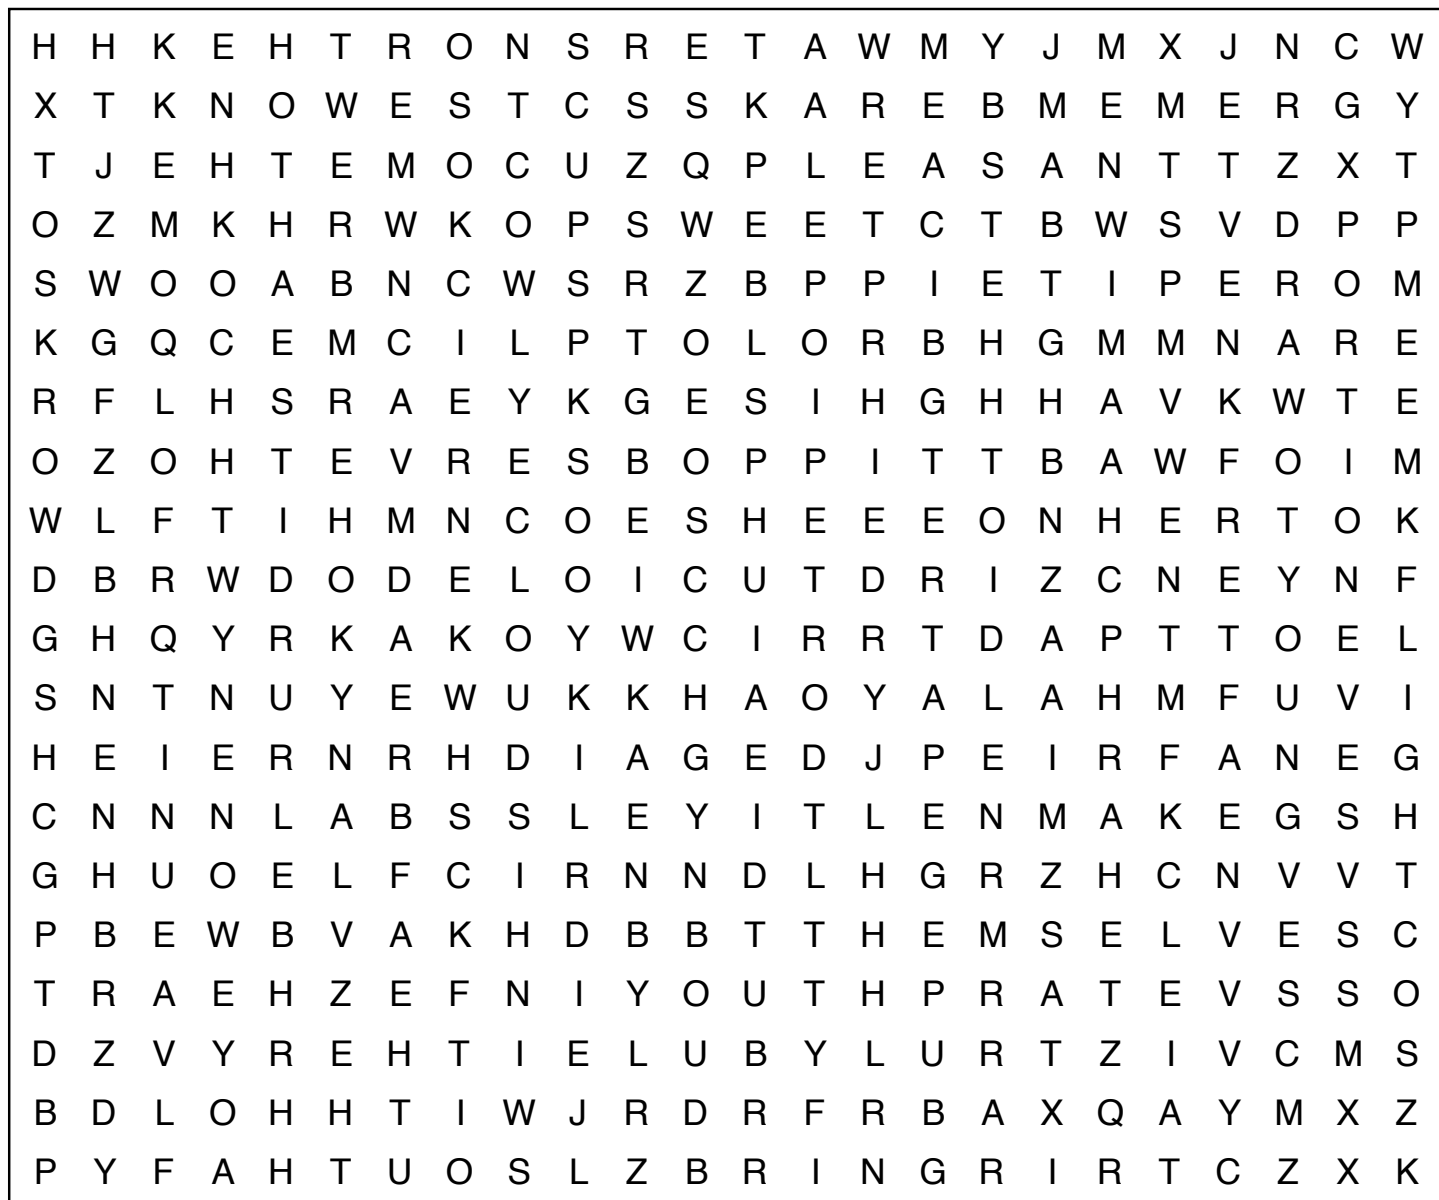 H H K E H T R O N S R E T A W M Y J M X J N C W
X T K N O W E S T C S S K A R E B M E M E R G Y
T J E H T E M O C U Z Q P L E A S A N T T Z X T
O Z M K H R W K O P S W E E T C T B W S V D P P
S W O O A B N C W S R Z B P P I E T I P E R O M
K G Q C E M C I L P T O L O R B H G M M N A R E
R F L H S R A E Y K G E S I H G H H A V K W T E
O Z O H T E V R E S B O P P I T T B A W F O I M
W L F T I H M N C O E S H E E E O N H E R T O K
D B R W D O D E L O I C U T D R I Z C N E Y N F
G H Q Y R K A K O Y W C I R R T D A P T T O E L
S N T N U Y E W U K K H A O Y A L A H M F U V I
H E I E R N R H D I A G E D J P E I R F A N E G
C N N N L A B S S L E Y I T L E N M A K E G S H
G H U O E L F C I R N N D L H G R Z H C N V V T
P B E W B V A K H D B B T T H E M S E L V E S C
T R A E H Z E F N I Y O U T H P R A T E V S S O
D Z V Y R E H T I E L U B Y L U R T Z I V C M S
B D L O H H T I W J R D R F R B A X Q A Y M X Z
P Y F A H T U O S L Z B R I N G R I R T C Z X K